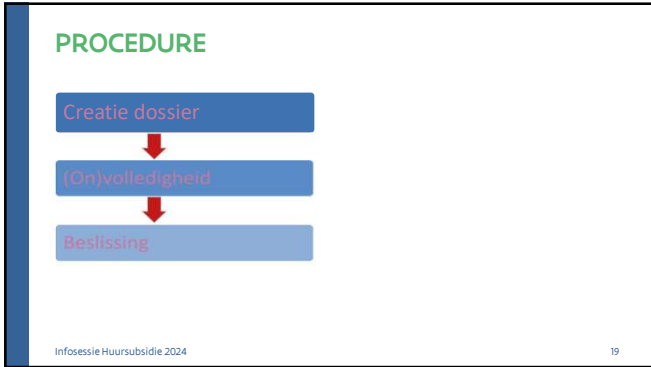 PROCEDURE
Creatie dossier
(On)volledigheid
Beslissing
Infosessie Huursubsidie 2024
19